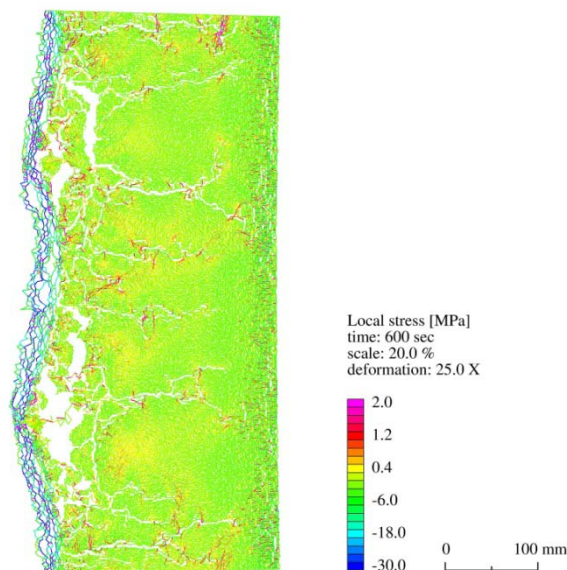 Local stress [MPa]
time: 600 sec
scale: 20.0 %
deformation: 25.0 X
2.0
1.2
0.4
-6.0
-18.0
-30.0
0 100 mm